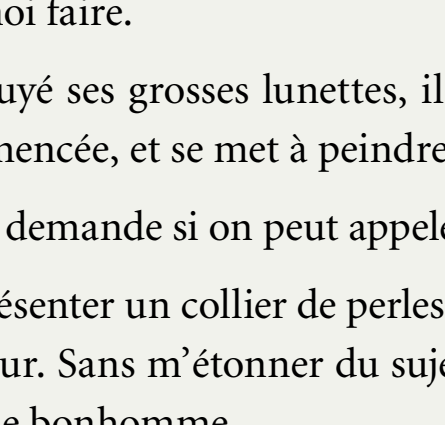 noi faire.
uyé ses grosses lunettes, il
nencée, et se met à peindre
demande si on peut appele
ésenter un collier de perles
ur. Sans m’étonner du suje
e bonhomme